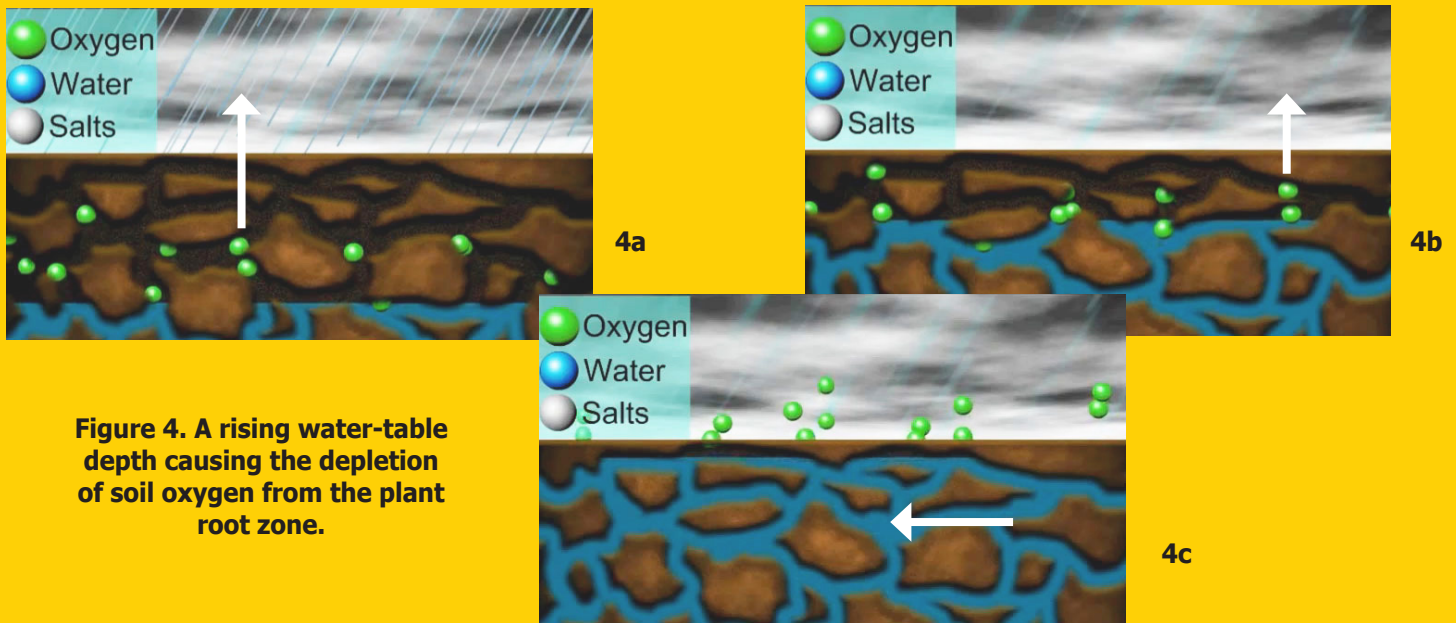 Oxygen
Water
Salts
4a
Oxygen
Water
Salts
4b
Oxygen
Water
Salts
4c
Figure 4. A rising water-table
depth causing the depletion
of soil oxygen from the plant
root zone.